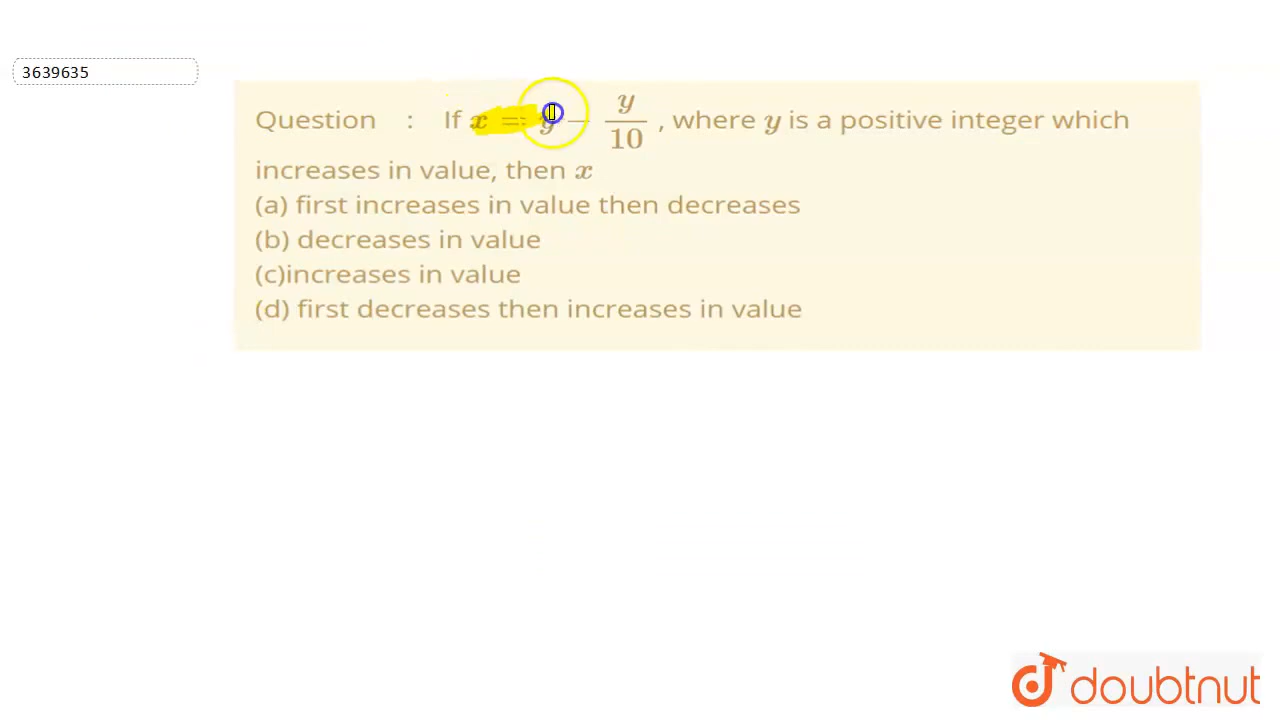 3639635
Question : If x = y − y/10 , where y is a positive integer which
increases in value, then x
(a) first increases in value then decreases
(b) decreases in value
(c)increases in value
(d) first decreases then increases in value
doubtnut